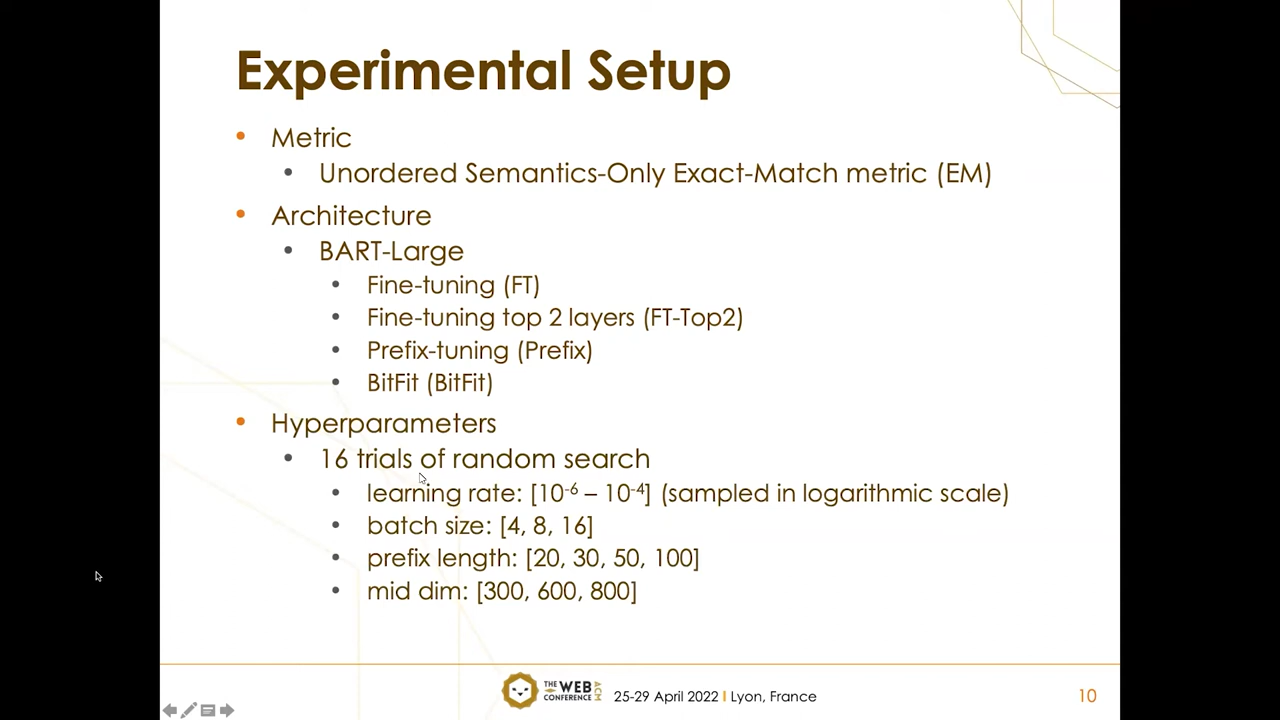 Experimental Setup
• Metric
• Unordered Semantics-Only Exact-Match metric (EM)
• Architecture
• BART-Large
• Fine-tuning (FT)
• Fine-tuning top 2 layers (FT-Top2)
• Prefix-tuning (Prefix)
• BitFit (BitFit)
• Hyperparameters
• 16 trials of random search
• learning rate: [10⁻⁶ – 10⁻⁴] (sampled in logarithmic scale)
• batch size: [4, 8, 16]
• prefix length: [20, 30, 50, 100]
• mid dim: [300, 600, 800]
THE WEB CONFERENCE ACM
25-29 April 2022 I Lyon, France
10